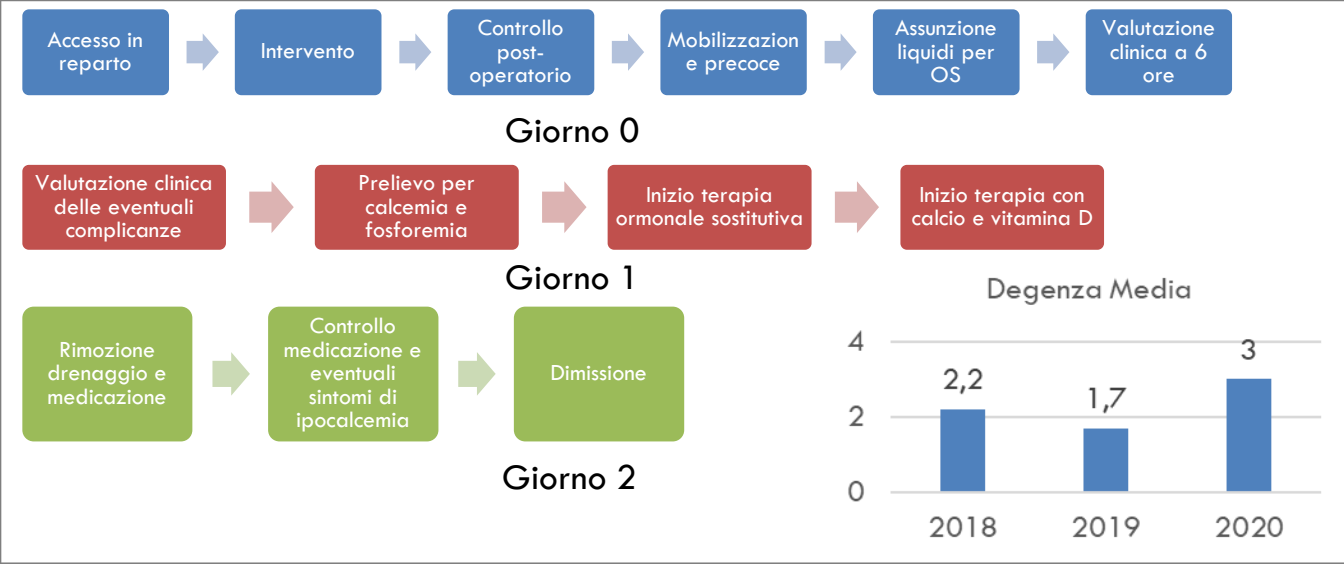 Accesso in
reparto
Intervento
Controllo
post-
operatorio
Mobilizzazion
e precoce
Assunzione
liquidi per
OS
Valutazione
clinica a 6
ore
Giorno 0
Valutazione clinica
delle eventuali
complicanze
Prelievo per
calcemia e
fosforemia
Inizio terapia
ormonale sostitutiva
Inizio terapia con
calcio e vitamina D
Giorno 1
Rimozione
drenaggio e
medicazione
Controllo
medicazione e
eventuali
sintomi di
ipocalcemia
Dimissione
Giorno 2
Degenza Media
4
2
0
2,2
1,7
3
2018
2019
2020